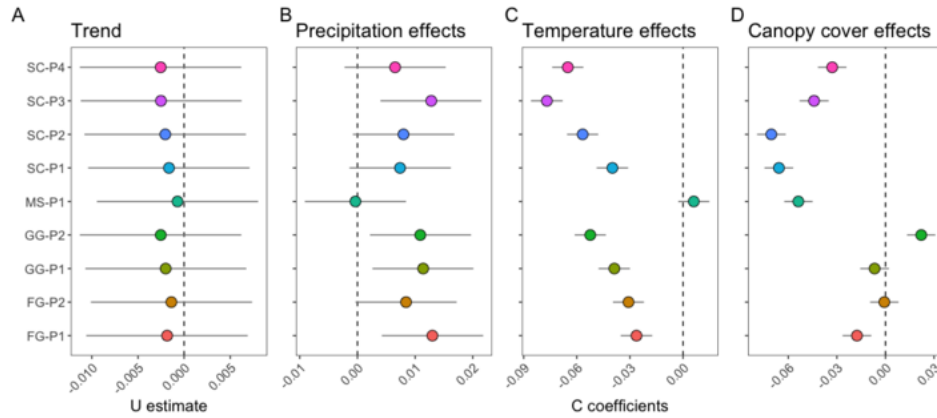 A B C D
Trend Precipitation effects Temperature effects Canopy cover effects
SC-P4
SC-P3
SC-P2
SC-P1
MS-P1
GG-P2
GG-P1
FG-P2
FG-P1
-0.010 -0.005 0.000 0.005 -0.01 0.00 0.01 0.02 -0.09 -0.06 -0.03 0.00 -0.06 0.00 0.03
U estimate C coefficients